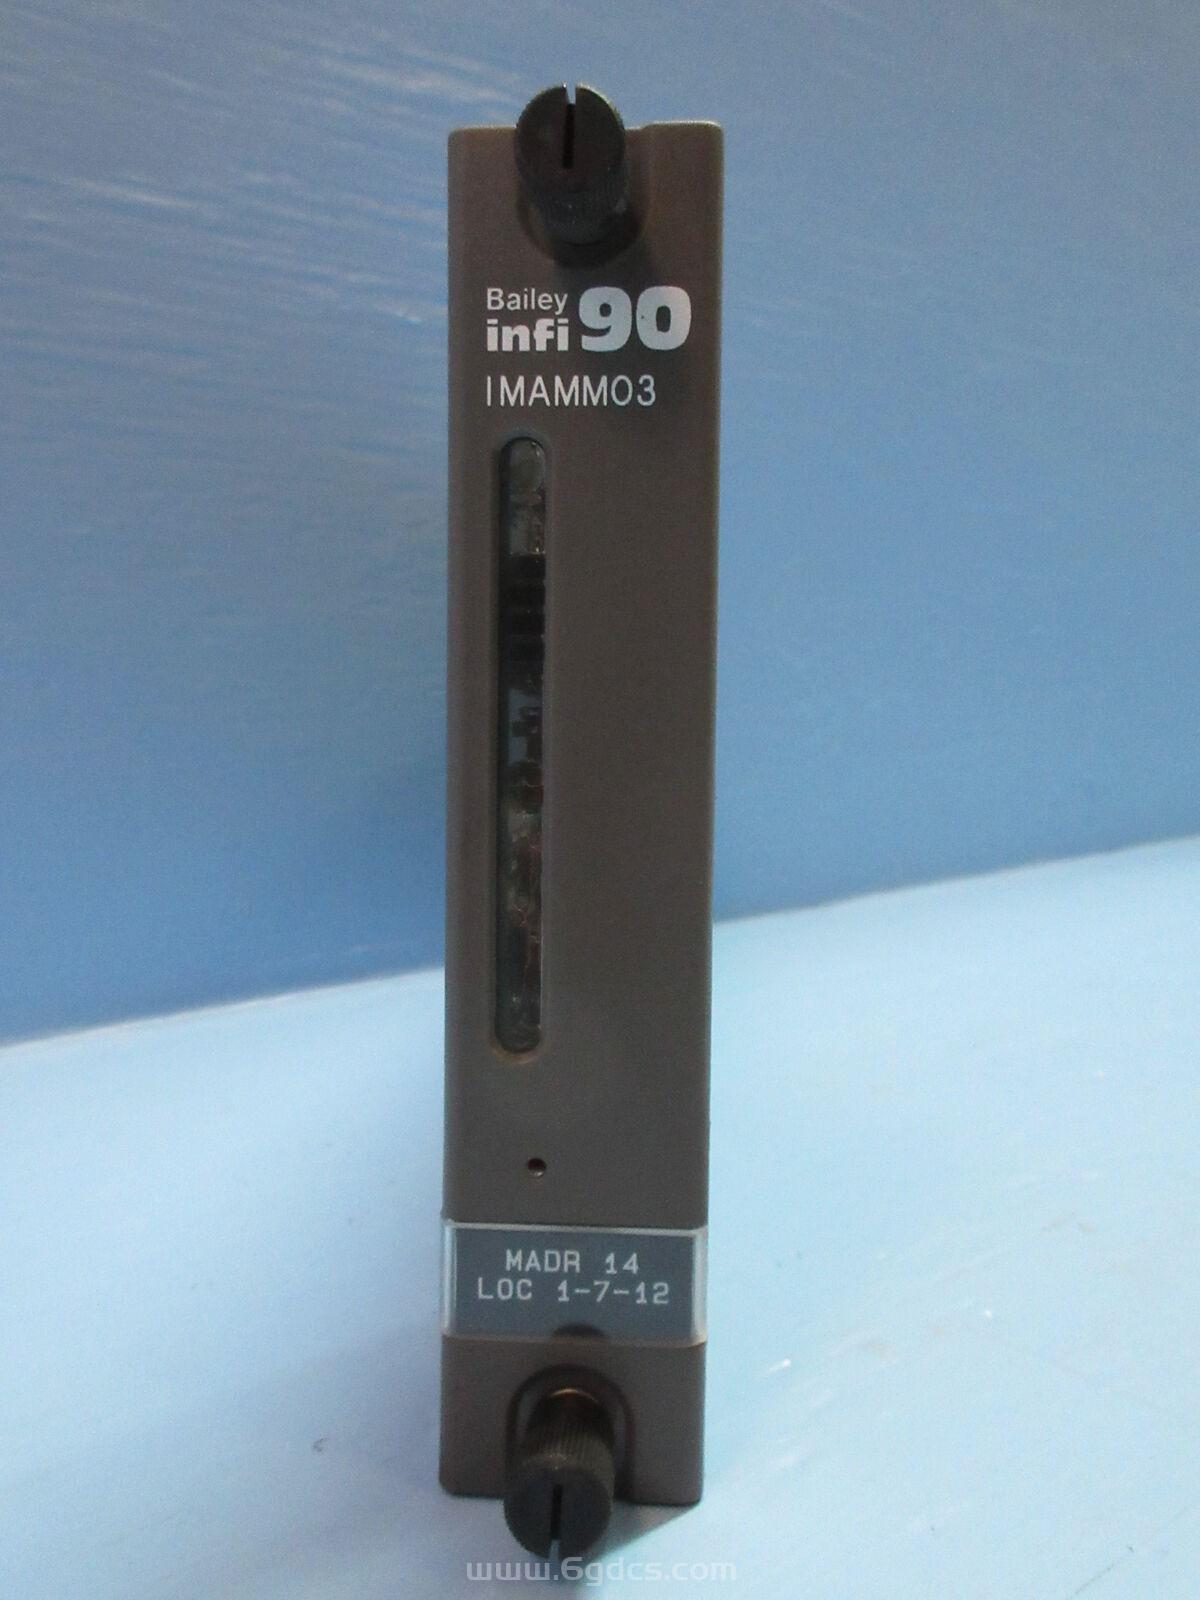 Bailey
infi 90
IMAMM03
MADR 14
LOC 1-7-12
www.6gdcs.com